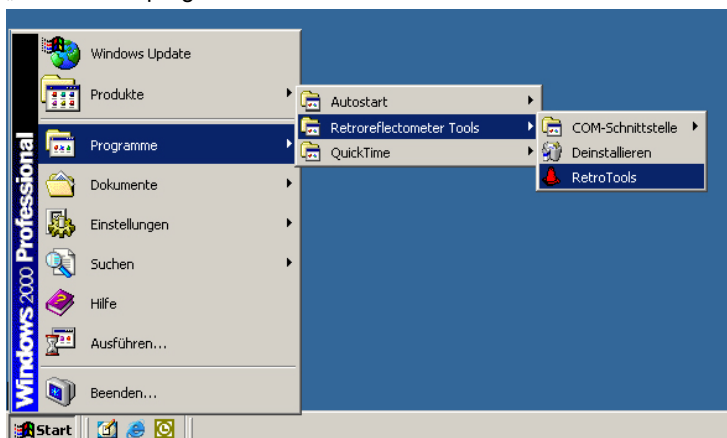 Windows 2000 Professional
Windows Update
Produkte
Programme
Dokumente
Einstellungen
Suchen
Hilfe
Ausführen...
Beenden...
Autostart
Retroreflectometer Tools
QuickTime
COM-Schnittstelle
Deinstallieren
RetroTools
Start